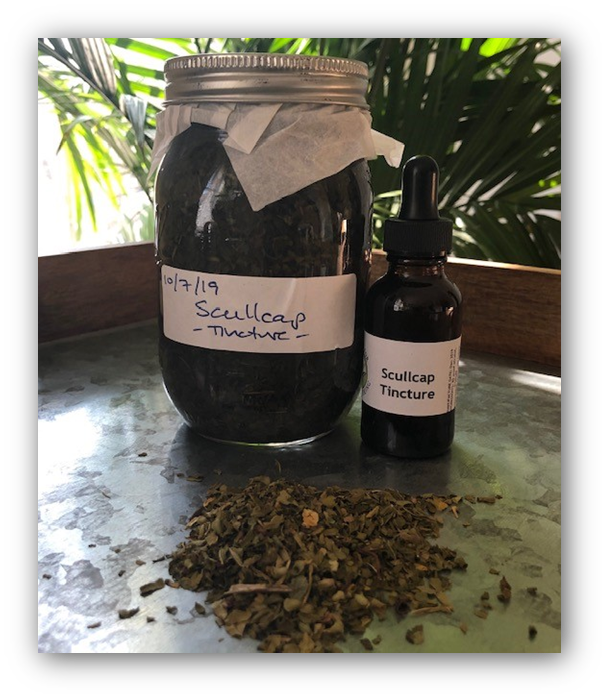 10/7/19
Scullcap
- Tincture -
Scullcap
Tincture